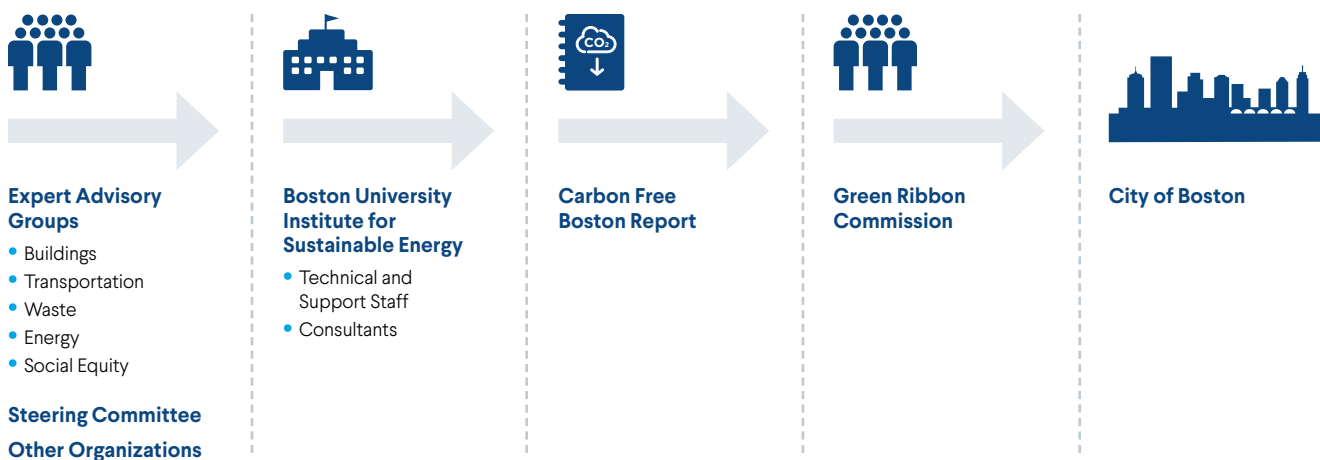 CO₂
Expert Advisory
Groups
• Buildings
• Transportation
• Waste
• Energy
• Social Equity
Steering Committee
Other Organizations
Boston University
Institute for
Sustainable Energy
• Technical and
Support Staff
• Consultants
Carbon Free
Boston Report
Green Ribbon
Commission
City of Boston